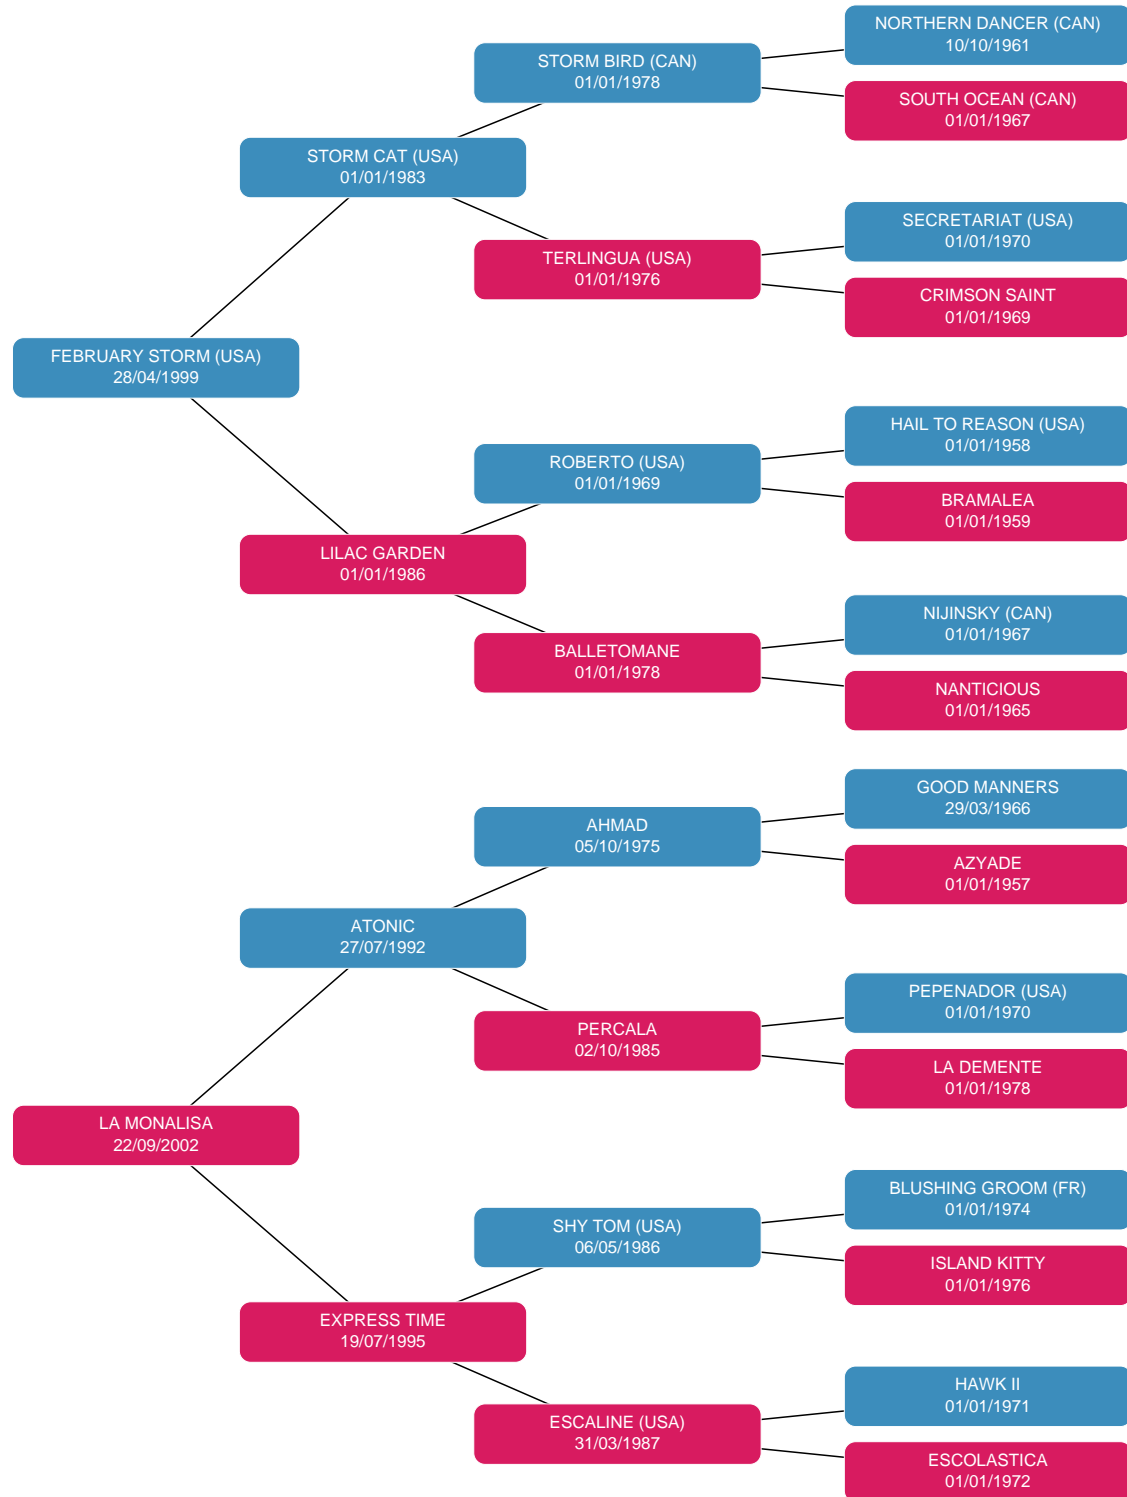 NORTHERN DANCER (CAN)
10/10/1961
STORM BIRD (CAN)
01/01/1978
SOUTH OCEAN (CAN)
01/01/1967
STORM CAT (USA)
01/01/1983
SECRETARIAT (USA)
01/01/1970
TERLINGUA (USA)
01/01/1976
CRIMSON SAINT
01/01/1969
FEBRUARY STORM (USA)
28/04/1999
HAIL TO REASON (USA)
01/01/1958
ROBERTO (USA)
01/01/1969
BRAMALEA
01/01/1959
LILAC GARDEN
01/01/1986
NIJINSKY (CAN)
01/01/1967
BALLETOMANE
01/01/1978
NANTICIOUS
01/01/1965
GOOD MANNERS
29/03/1966
AHMAD
05/10/1975
AZYADE
01/01/1957
ATONIC
27/07/1992
PEPENADOR (USA)
01/01/1970
PERCALA
02/10/1985
LA DEMENTE
01/01/1978
LA MONALISA
22/09/2002
BLUSHING GROOM (FR)
01/01/1974
SHY TOM (USA)
06/05/1986
ISLAND KITTY
01/01/1976
EXPRESS TIME
19/07/1995
HAWK II
01/01/1971
ESCALINE (USA)
31/03/1987
ESCOLASTICA
01/01/1972